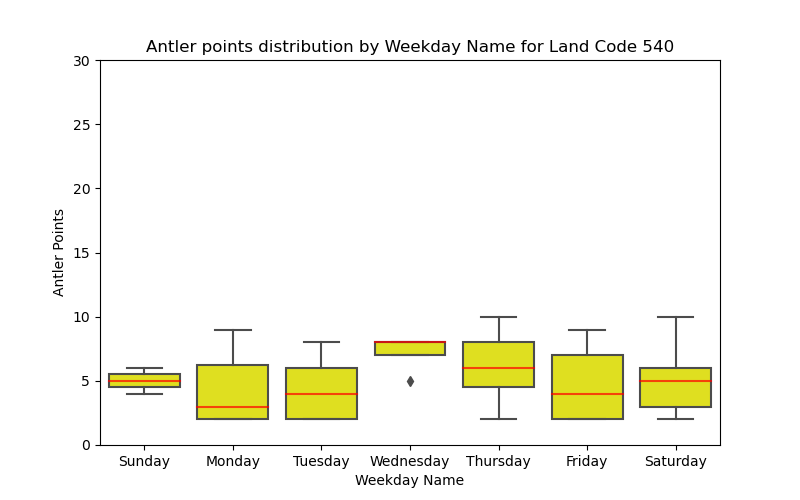 Antler points distribution by Weekday Name for Land Code 540
Antler Points
30
25
20
15
10
5
0
Sunday Monday Tuesday Wednesday Thursday Friday Saturday
Weekday Name